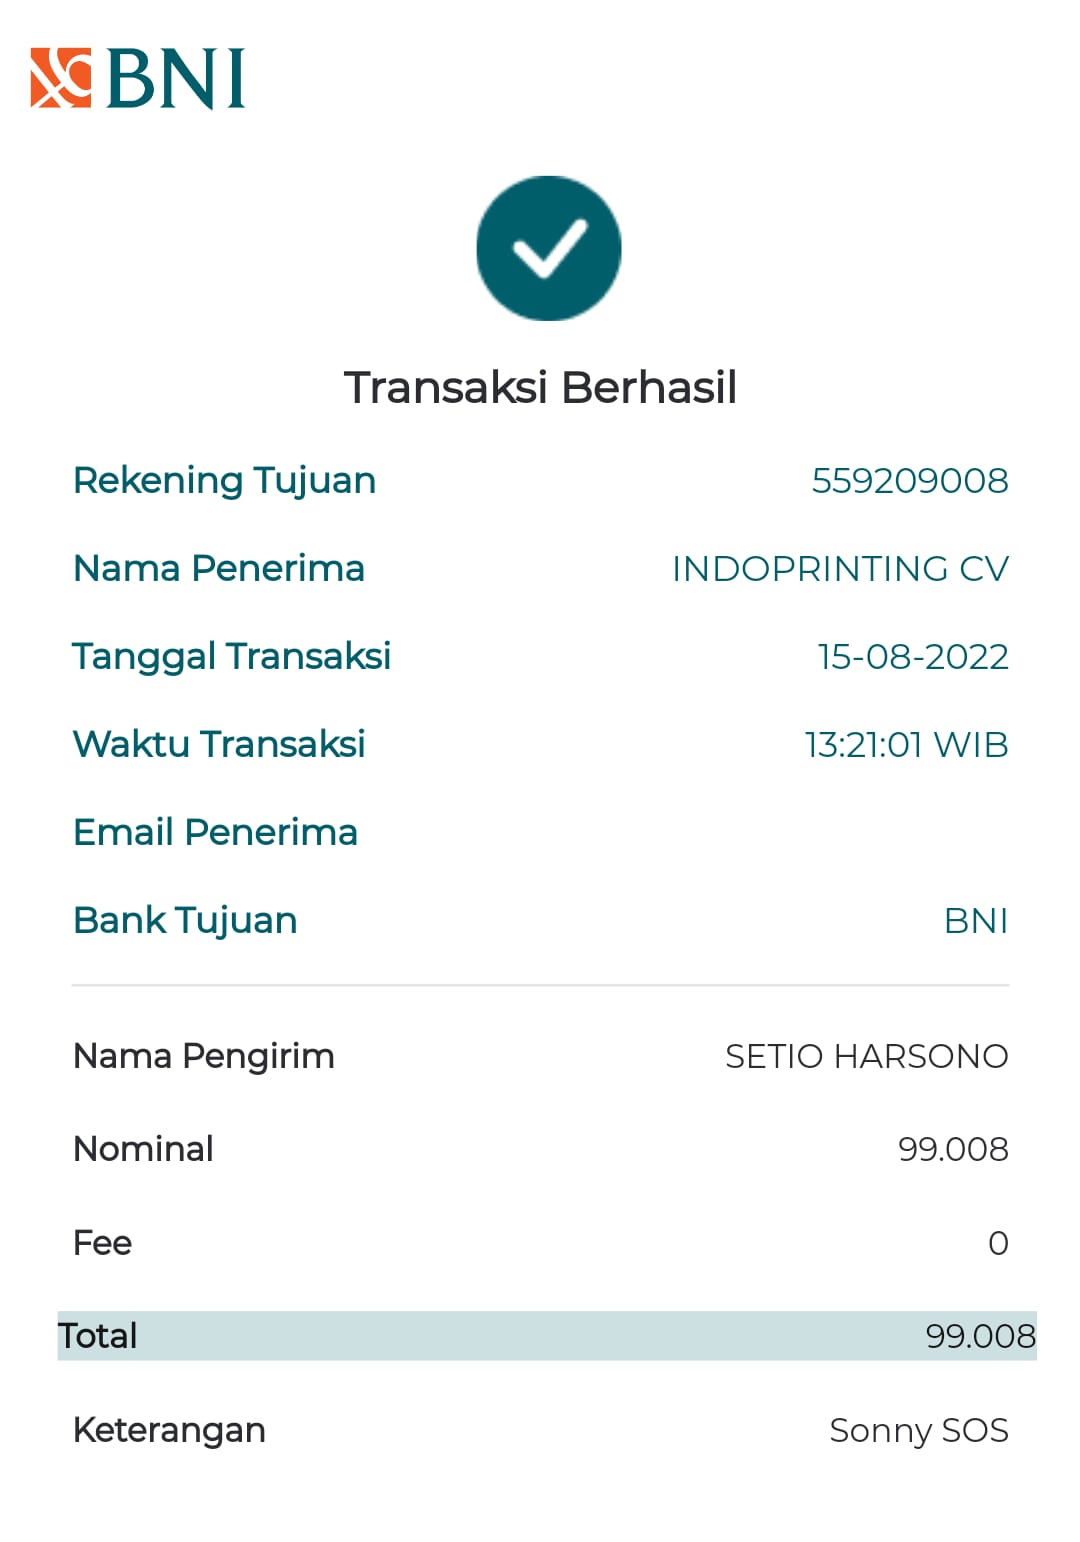 BNI
Transaksi Berhasil
Rekening Tujuan 559209008
Nama Penerima INDOPRINTING CV
Tanggal Transaksi 15-08-2022
Waktu Transaksi 13:21:01 WIB
Email Penerima
Bank Tujuan BNI
Nama Pengirim SETIO HARSONO
Nominal 99.008
Fee 0
Total 99.008
Keterangan Sonny SOS